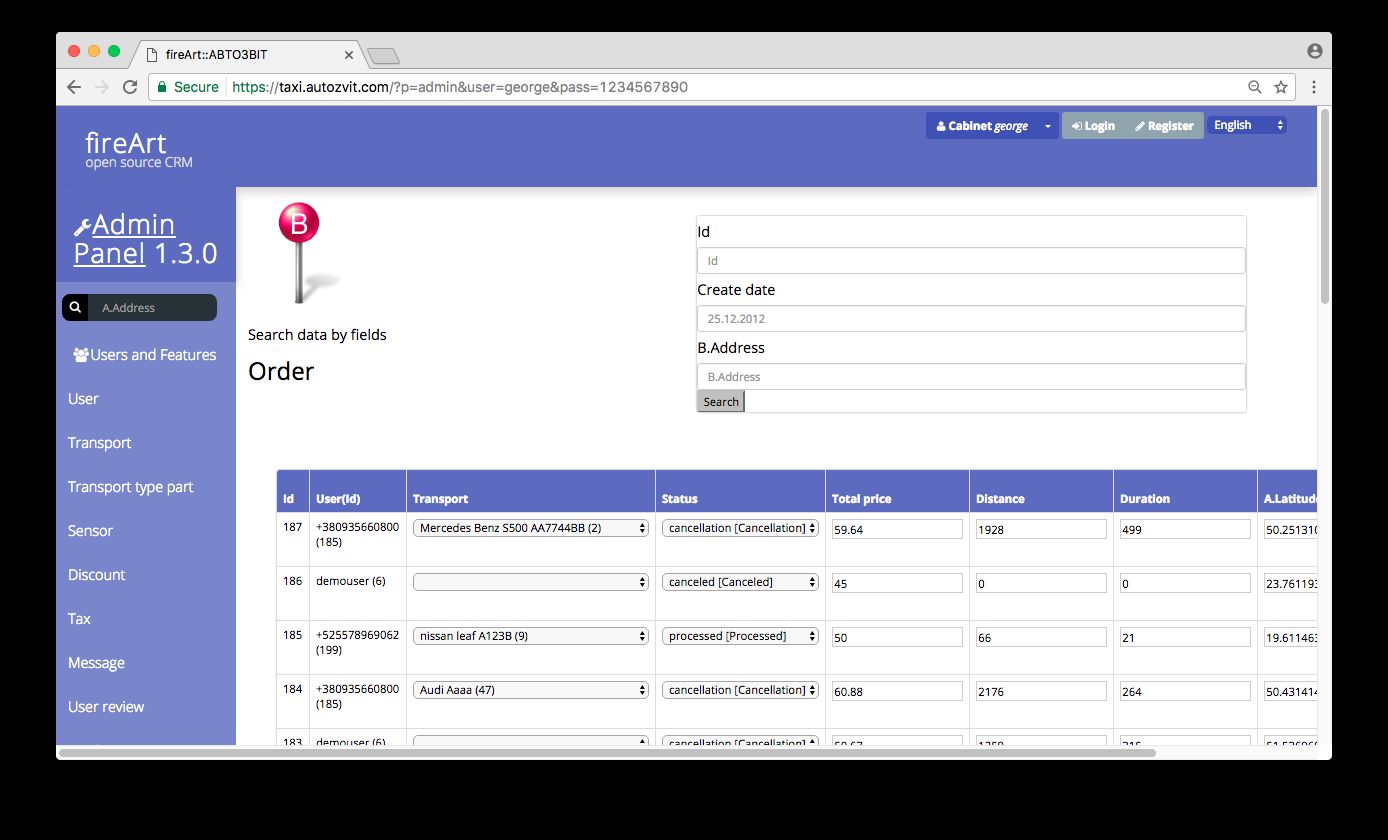 fireArt::АВТОЗВІТ
Secure https://taxi.autozvit.com/?p=admin&user=george&pass=1234567890
Cabinet george Login Register English
fireArt
open source CRM
Admin
Panel 1.3.0
A.Address
Users and Features
User
Transport
Transport type part
Sensor
Discount
Tax
Message
User review
B
Search data by fields
Order
Id
Id
Create date
25.12.2012
B.Address
B.Address
Search
Id User(Id) Transport Status Total price Distance Duration A.Latitude
187 +380935660800 (185) Mercedes Benz S500 AA7744BB (2) cancellation [Cancellation] 59.64 1928 499 50.251310
186 demouser (6) canceled [Canceled] 45 0 0 23.761193
185 +525578969062 (199) nissan leaf A123B (9) processed [Processed] 50 66 21 19.611463
184 +380935660800 (185) Audi Aaaa (47) cancellation [Cancellation] 60.88 2176 264 50.431414
183 demouser (6) cancellation [Cancellation]